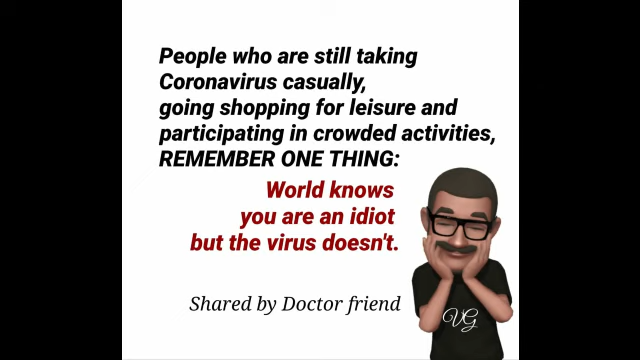 People who are still taking
Coronavirus casually,
going shopping for leisure and
participating in crowded activities,
REMEMBER ONE THING:
World knows
you are an idiot
but the virus doesn't.
Shared by Doctor friend
VG